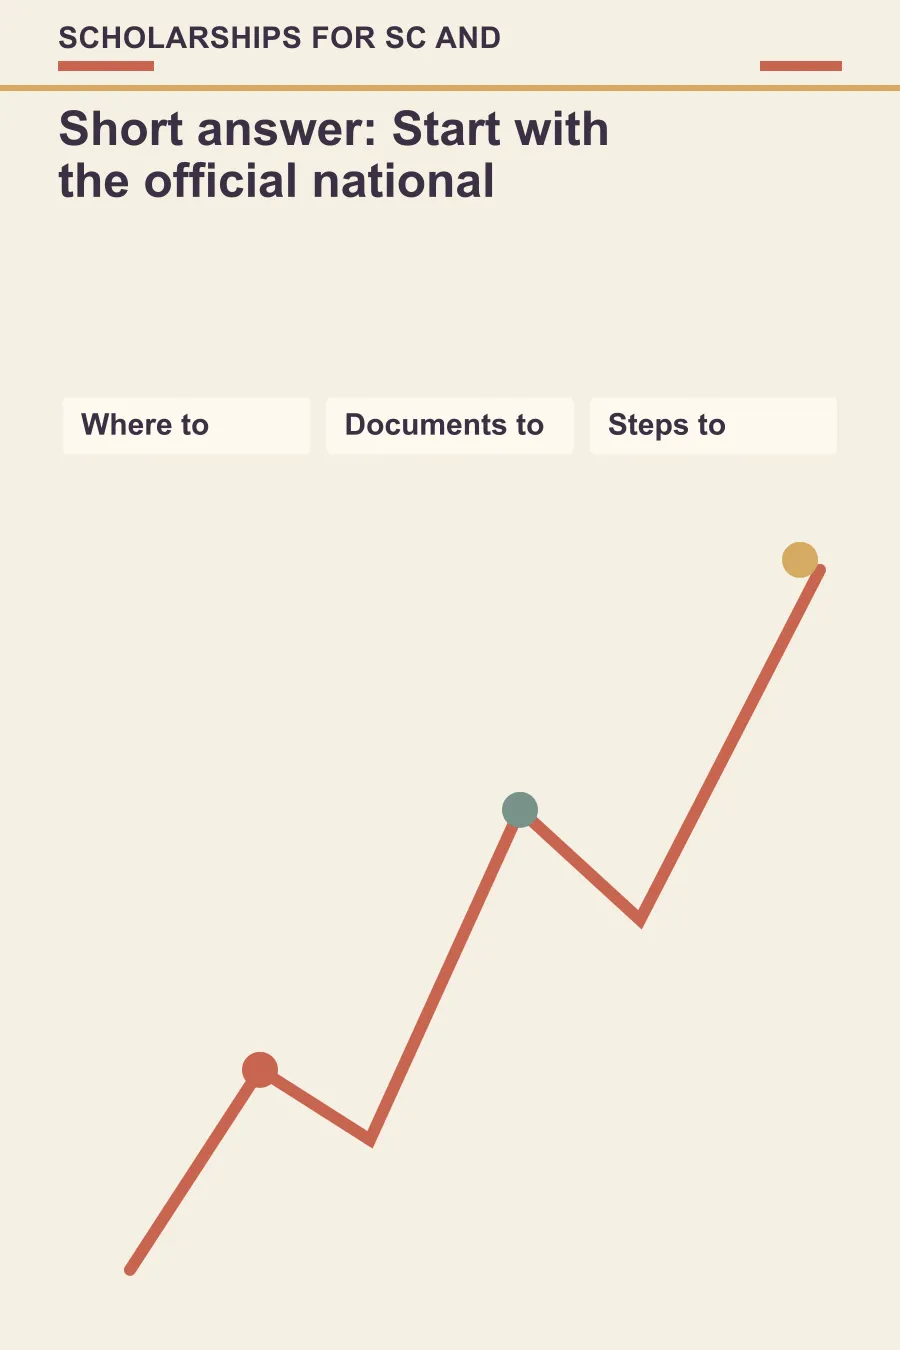 SCHOLARSHIPS FOR SC AND
Short answer: Start with
the official national
Where to
Documents to
Steps to